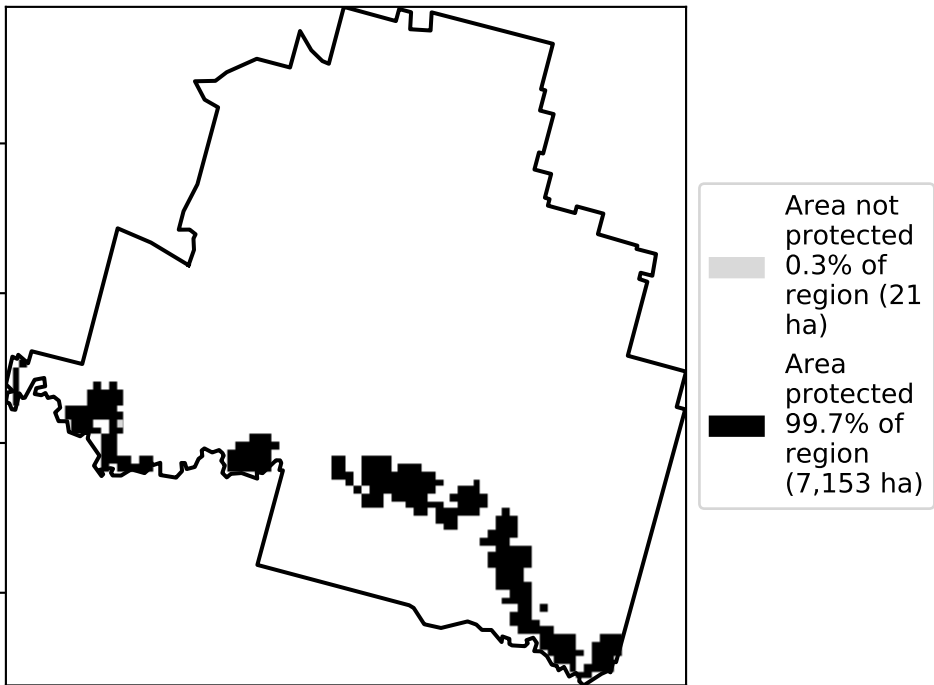 Area not
protected
0.3% of
region (21
ha)
Area
protected
99.7% of
region
(7,153 ha)